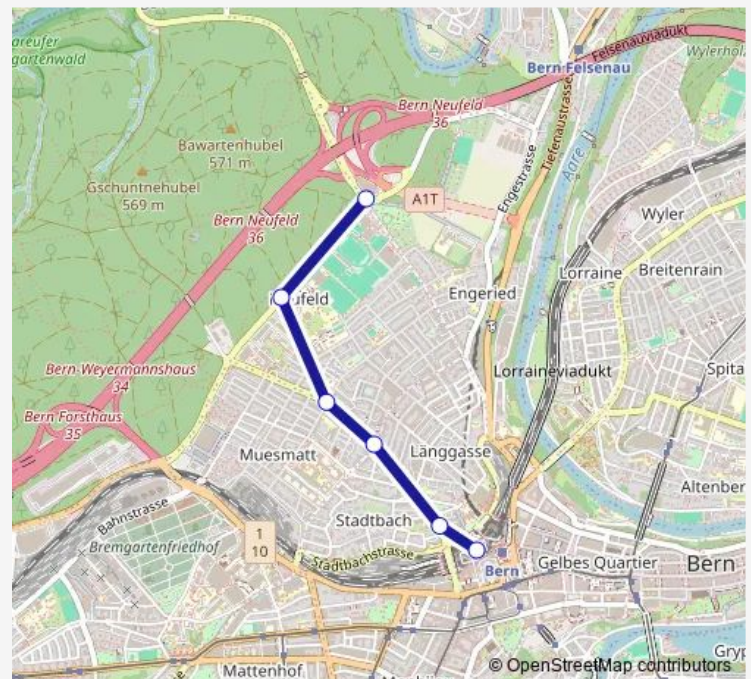 areufer
gartenwald
Felsenauviadukt
Wylerhol
Bern Felsenau
Bern Neufeld
36
Bawartenhubel
571 m
Gschuntnehubel
569 m
Tiefenaustrasse
Engestrasse
Aare
A1T
Bern Neufeld
36
Wyler
Lorraine
Breitenrain
Engeried
ufeld
Bern-Weyermannshaus
34
Lorraineviadukt
Spita
Bern Forsthaus
35
Muesmatt
Länggasse
Altenber
Bahnstrasse
Stadtbach
1
10
Bremgartenfriedhof
Stadtbachstrasse
Gelbes Quartier
Bern
Bern
Mattenhof
Gryp
© OpenStreetMap contributors